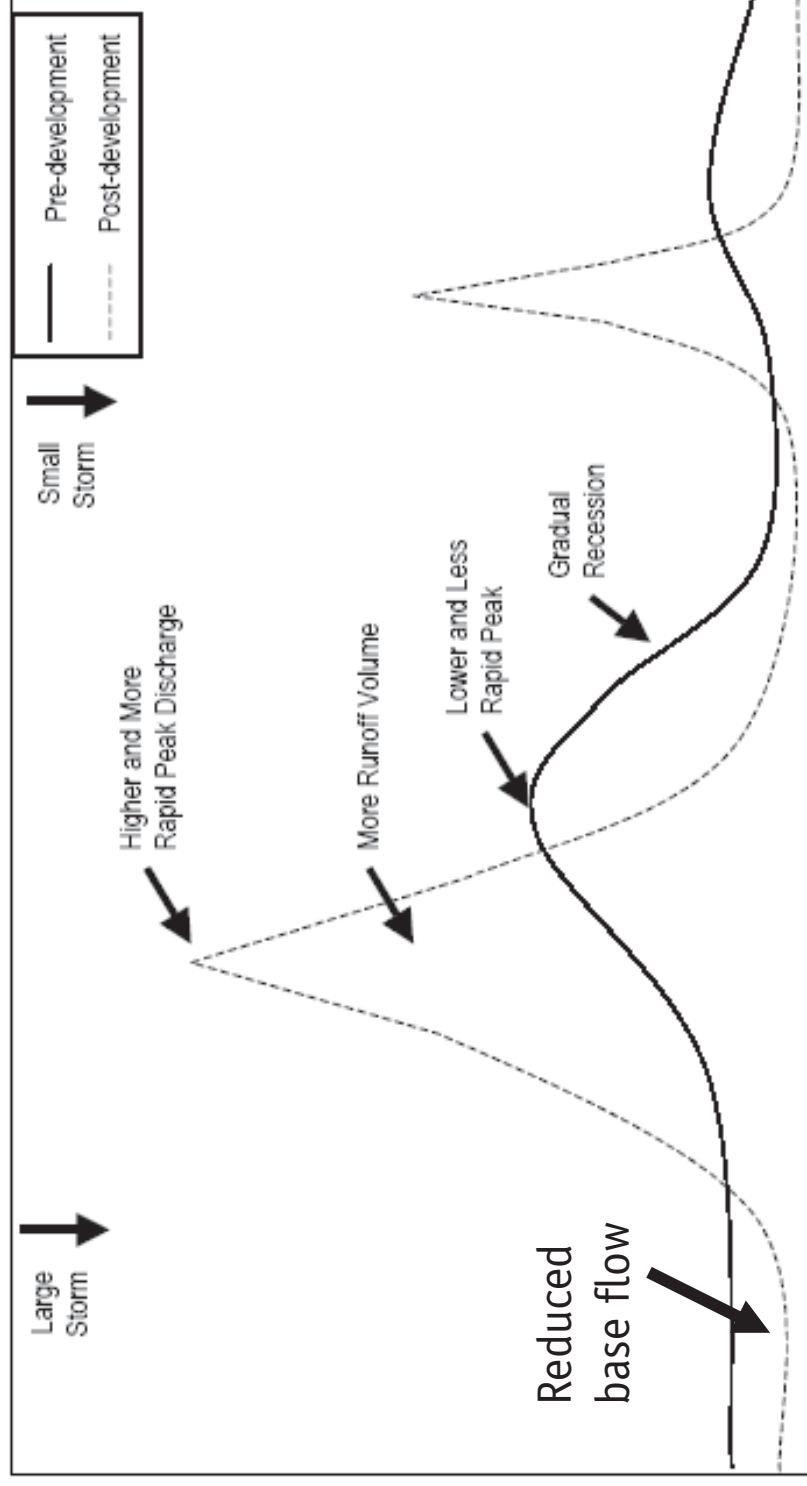 Large
Storm
Small
Storm
Pre-development
Post-development
Higher and More
Rapid Peak Discharge
More Runoff Volume
Lower and Less
Rapid Peak
Gradual
Recession
Reduced
base flow